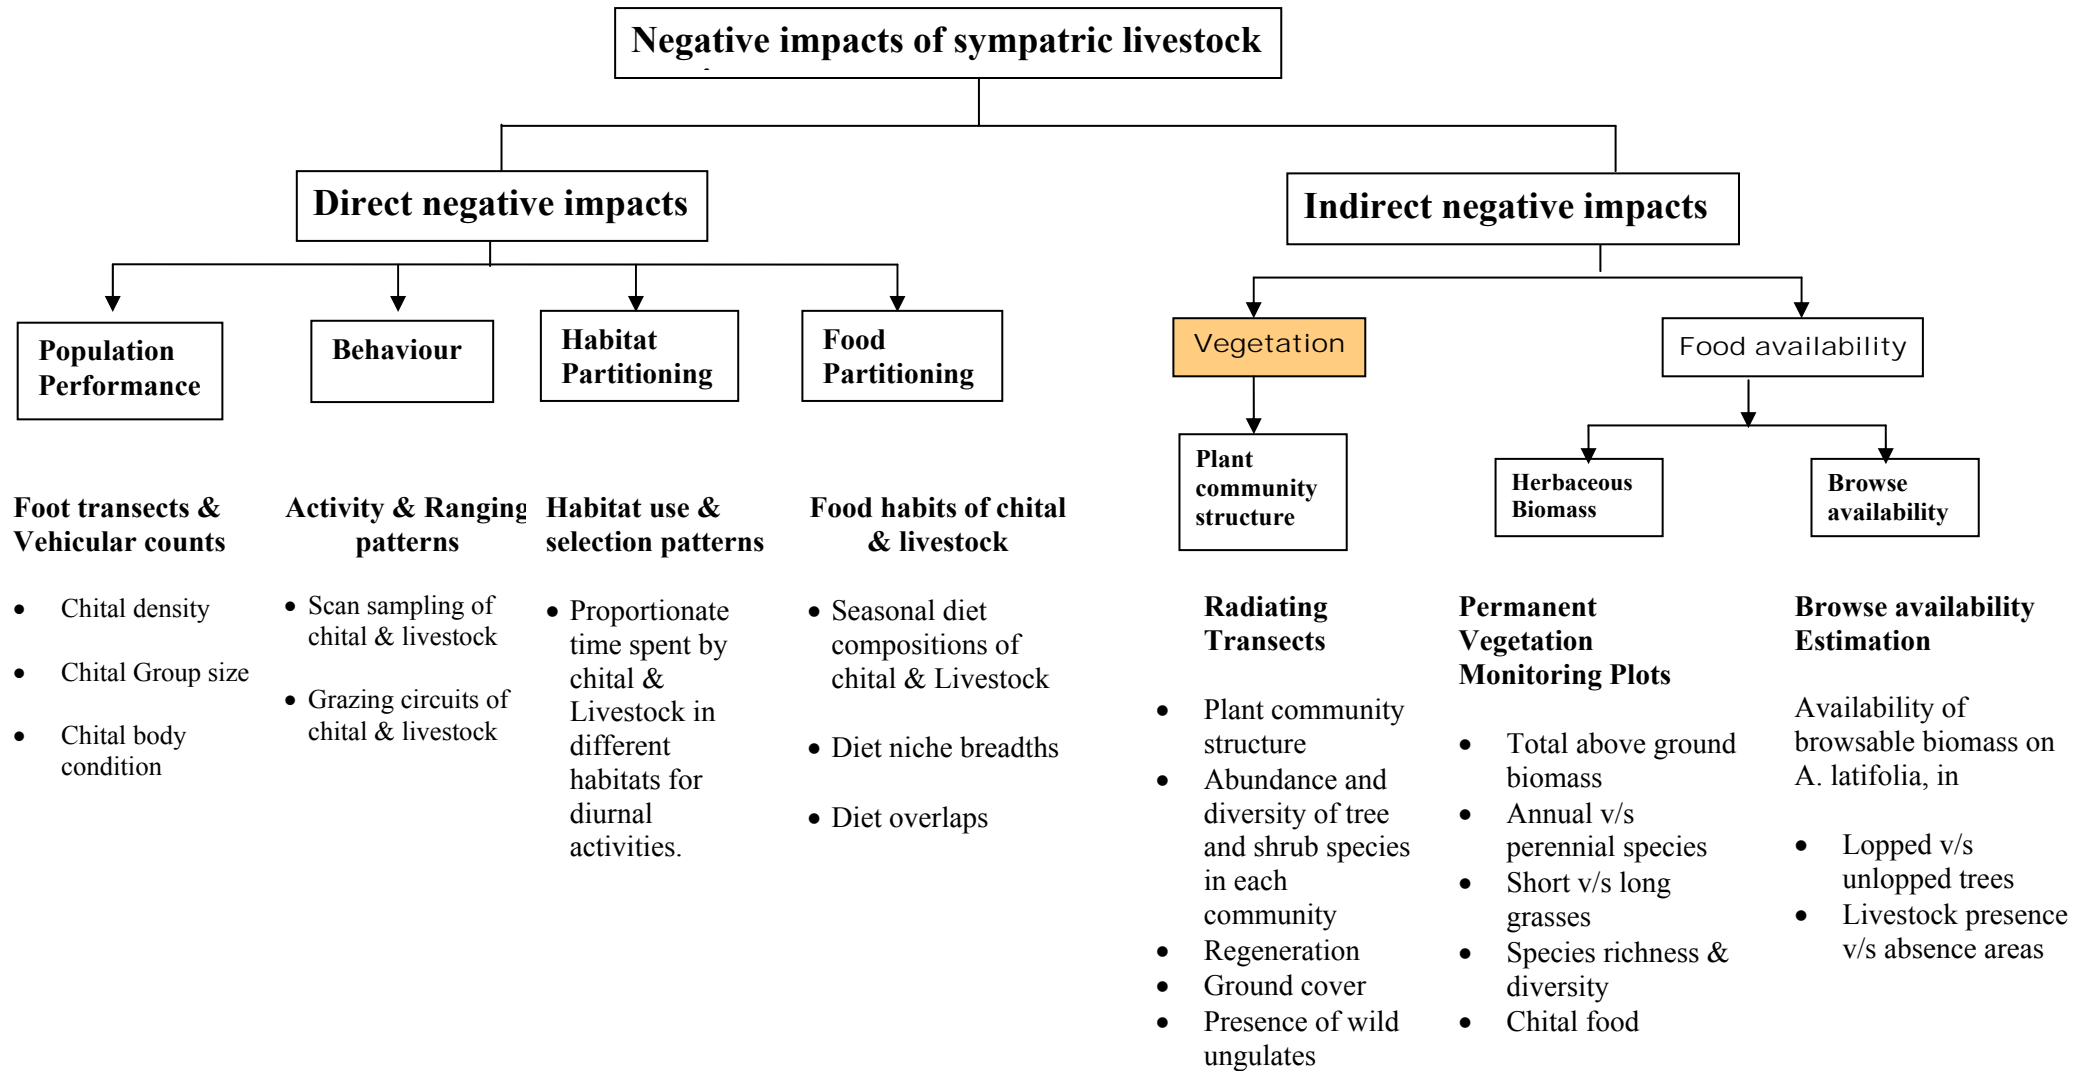 Negative impacts of sympatric livestock
Direct negative impacts
Indirect negative impacts
Population
Performance
Behaviour
Habitat
Partitioning
Food
Partitioning
Vegetation
Food availability
Plant
community
structure
Herbaceous
Biomass
Browse
availability
Foot transects &
Vehicular counts
• Chital density
• Chital Group size
• Chital body
condition
Activity & Ranging
patterns
• Scan sampling of
chital & livestock
• Grazing circuits of
chital & livestock
Habitat use &
selection patterns
• Proportionate
time spent by
chital &
Livestock in
different
habitats for
diurnal
activities.
Food habits of chital
& livestock
• Seasonal diet
compositions of
chital & Livestock
• Diet niche breadths
• Diet overlaps
Radiating
Transects
• Plant community
structure
• Abundance and
diversity of tree
and shrub species
in each
community
• Regeneration
• Ground cover
• Presence of wild
ungulates
Permanent
Vegetation
Monitoring Plots
• Total above ground
biomass
• Annual v/s
perennial species
• Short v/s long
grasses
• Species richness &
diversity
• Chital food
Browse availability
Estimation
Availability of
browsable biomass on
A. latifolia, in
• Lopped v/s
unlopped trees
• Livestock presence
v/s absence areas